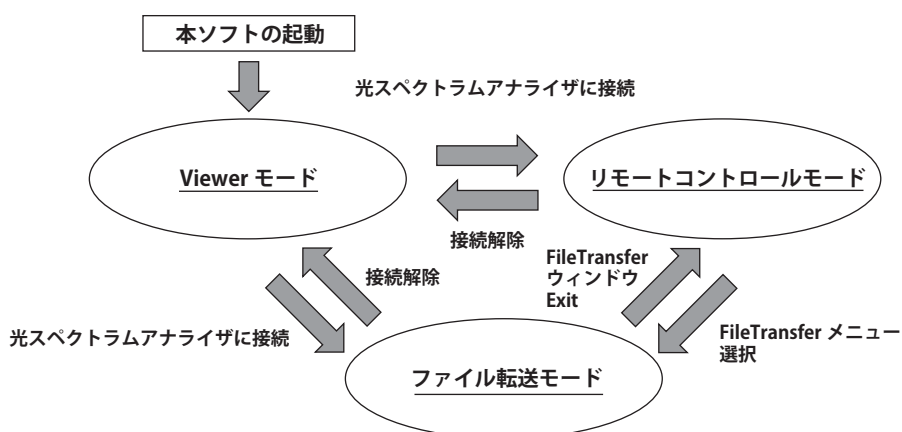 本ソフトの起動
光スペクトラムアナライザに接続
Viewer モード
リモートコントロールモード
接続解除
FileTransfer
ウィンドウ
Exit
接続解除
光スペクトラムアナライザに接続
FileTransfer メニュー
選択
ファイル転送モード